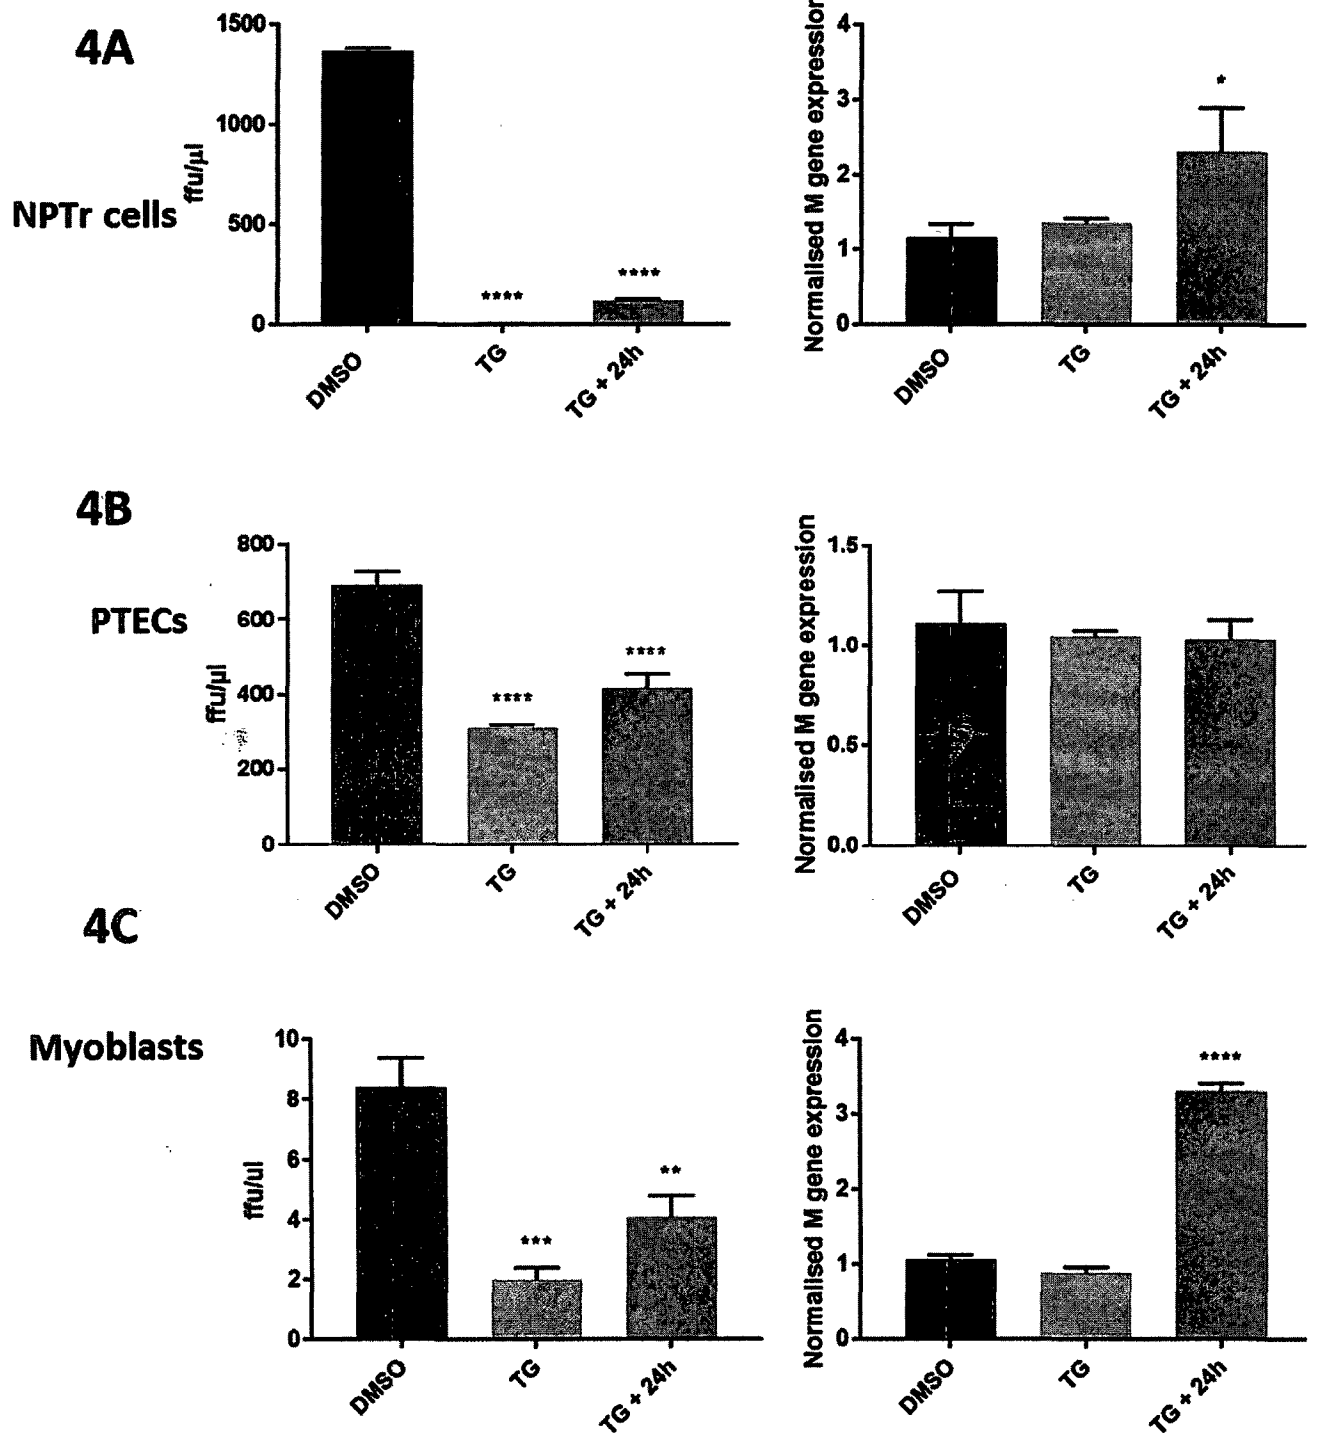 4A
NPTr cells
1500
1000
500
0
ffu/µl
****
****
DMSO
TG
TG + 24h
4
3
2
1
0
Normalised M gene expression
*
DMSO
TG
TG + 24h
4B
PTECs
800
600
400
200
0
ffu/µl
****
****
DMSO
TG
TG + 24h
1.5
1.0
0.5
0.0
Normalised M gene expression
DMSO
TG
TG + 24h
4C
Myoblasts
10
8
6
4
2
0
ffu/ul
***
**
DMSO
TG
TG + 24h
4
3
2
1
0
Normalised M gene expression
****
DMSO
TG
TG + 24h